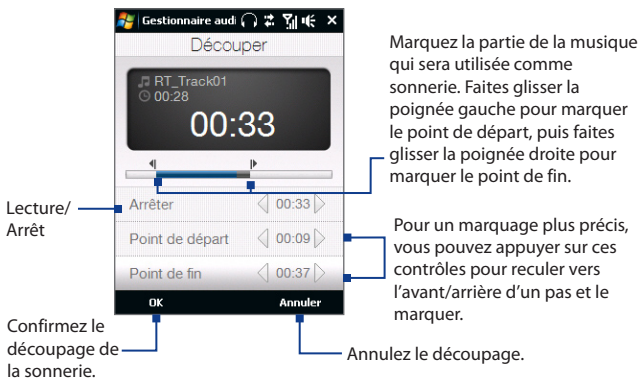 Gestionnaire audi
Découper
RT_Track01
00:28
00:33
Arrêter 00:33
Point de départ 00:09
Point de fin 00:37
OK Annuler
Marquez la partie de la musique
qui sera utilisée comme
sonnerie. Faites glisser la
poignée gauche pour marquer
le point de départ, puis faites
glisser la poignée droite pour
marquer le point de fin.
Lecture/
Arrêt
Pour un marquage plus précis,
vous pouvez appuyer sur ces
contrôles pour reculer vers
l’avant/arrière d’un pas et le
marquer.
Confirmez le
découpage de
la sonnerie.
Annulez le découpage.